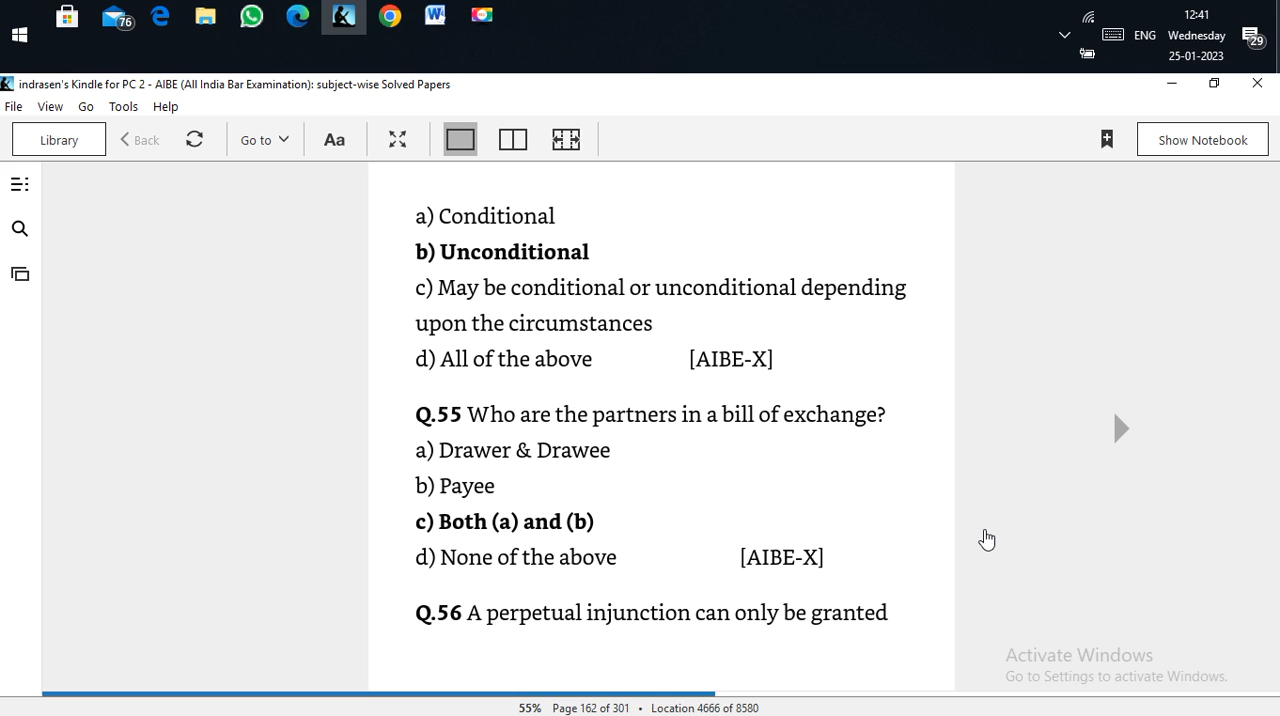 76
12:41
ENG Wednesday 29
25-01-2023
indrasen's Kindle for PC 2 - AIBE (All India Bar Examination): subject-wise Solved Papers
File View Go Tools Help
Library Back Go to Aa Show Notebook
a) Conditional
b) Unconditional
c) May be conditional or unconditional depending
upon the circumstances
d) All of the above [AIBE-X]
Q.55 Who are the partners in a bill of exchange?
a) Drawer & Drawee
b) Payee
c) Both (a) and (b)
d) None of the above [AIBE-X]
Q.56 A perpetual injunction can only be granted
Activate Windows
Go to Settings to activate Windows.
55% Page 162 of 301 • Location 4666 of 8580